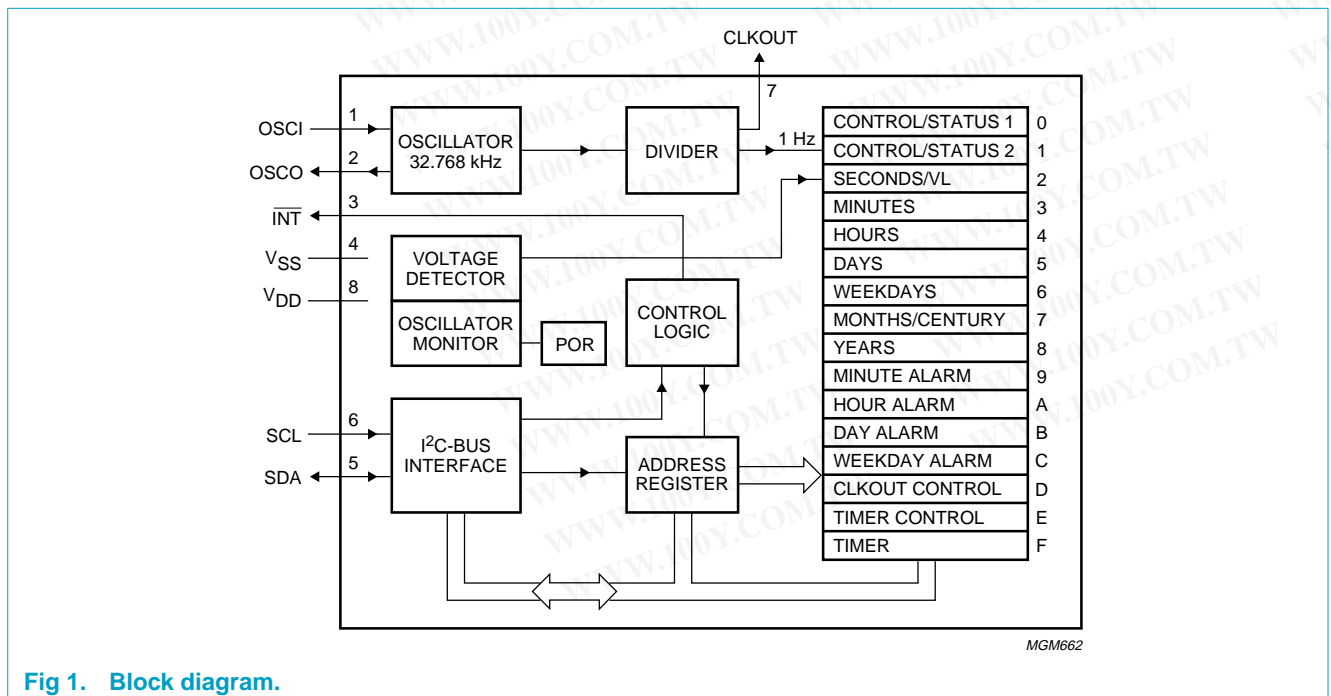 CLKOUT
7
OSCI
1
OSCILLATOR
32.768 kHz
DIVIDER
1 Hz
OSCO
2
INT
3
VSS
4
VDD
8
VOLTAGE
DETECTOR
OSCILLATOR
MONITOR
POR
CONTROL
LOGIC
SCL
6
SDA
5
I2C-BUS
INTERFACE
ADDRESS
REGISTER
CONTROL/STATUS 1 0
CONTROL/STATUS 2 1
SECONDS/VL 2
MINUTES 3
HOURS 4
DAYS 5
WEEKDAYS 6
MONTHS/CENTURY 7
YEARS 8
MINUTE ALARM 9
HOUR ALARM A
DAY ALARM B
WEEKDAY ALARM C
CLKOUT CONTROL D
TIMER CONTROL E
TIMER F
MGM662
Fig 1. Block diagram.
WWW.100Y.COM.TW